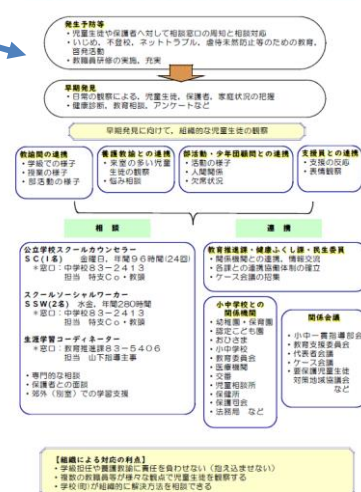 発生予防等
・児童生徒や保護者へ対して相談窓口の周知と相談対応
・いじめ、不登校、ネットトラブル、虐待未然防止等のための教育、
啓発活動
・教職員研修の実施、充実
早期発見
・日常の観察による、児童生徒、保護者、家庭状況の把握
・健康診断、教育相談、アンケートなど
早期発見に向けて、組織的な児童生徒の観察
教諭間の連携
・学級での様子
・授業の様子
・部活動の様子
養護教諭との連携
・来室の多い児童
生徒の観察
・悩み相談
部活動・少年団顧問との連携
・活動の様子
・人間関係
・欠席状況
支援員との連携
・支援の反応
・表情観察
相 談
連 携
公立学校スクールカウンセラー
SC(1名) 金曜日、年間96時間(24回)
*窓口:中学校83-2413
担当 特支Co・教頭
スクールソーシャルワーカー
SSW(2名) 水金、年間280時間
*窓口:中学校83-2413
担当 特支Co・教頭
生涯学習コーディネーター
*窓口:教育推進課83-5406
担当 山下指導主事
・専門的な相談
・保護者との面談
・郊外(別室)での学習支援
教育推進課・健康ふくし課・民生委員
・関係機関との連携、情報交流
・各課との連携協働体制の確立
・ケース会議の招集
小中学校との
関係機関
・幼稚園・保育園
・認定こども園
・おひさま
・小中学校
・教育委員会
・医療機関
・交番
・児童相談所
・保健所
・保護司会
・法務局 など
関係会議
・小中一貫指導部会
・教育支援委員会
・代表者会議
・ケース会議
・要保護児童生徒
対策地域協議会
など
【組織による対応の利点】
・学級担任や養護教諭に責任を負わせない(抱え込ませない)
・複数の教職員等が様々な観点で児童生徒を観察する
・学校(町)が組織的に解決方法を相談できる